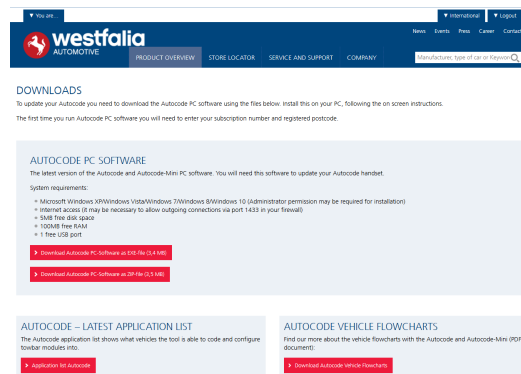 ▼ You are...
▼ International
▼ Logout
News Events Press Career Contact
westfalia
AUTOMOTIVE
PRODUCT OVERVIEW STORE LOCATOR SERVICE AND SUPPORT COMPANY
Manufacturer, type of car or Keyword
DOWNLOADS
To update your Autocode you need to download the Autocode PC software using the files below. Install this on your PC, following the on screen instructions.
The first time you run Autocode PC software you will need to enter your subscription number and registered postcode.
AUTOCODE PC SOFTWARE
The latest version of the Autocode and Autocode-Mini PC software. You will need this software to update your Autocode handset.
System requirements:
Microsoft Windows XP/Windows Vista/Windows 7/Windows 8/Windows 10 (Administrator permission may be required for installation)
Internet access (it may be necessary to allow outgoing connections via port 1433 in your firewall)
5MB free disk space
100MB free RAM
1 free USB port
Download Autocode PC-Software as EXE-file (3,4 MB)
Download Autocode PC-Software as ZIP-file (3,5 MB)
AUTOCODE – LATEST APPLICATION LIST
The Autocode application list shows what vehicles the tool is able to code and configure
towbar modules into.
Application list Autocode
AUTOCODE VEHICLE FLOWCHARTS
Find our more about the vehicle flowcharts with the Autocode and Autocode-Mini (PDF
document):
Download Autocode Vehicle Flowcharts